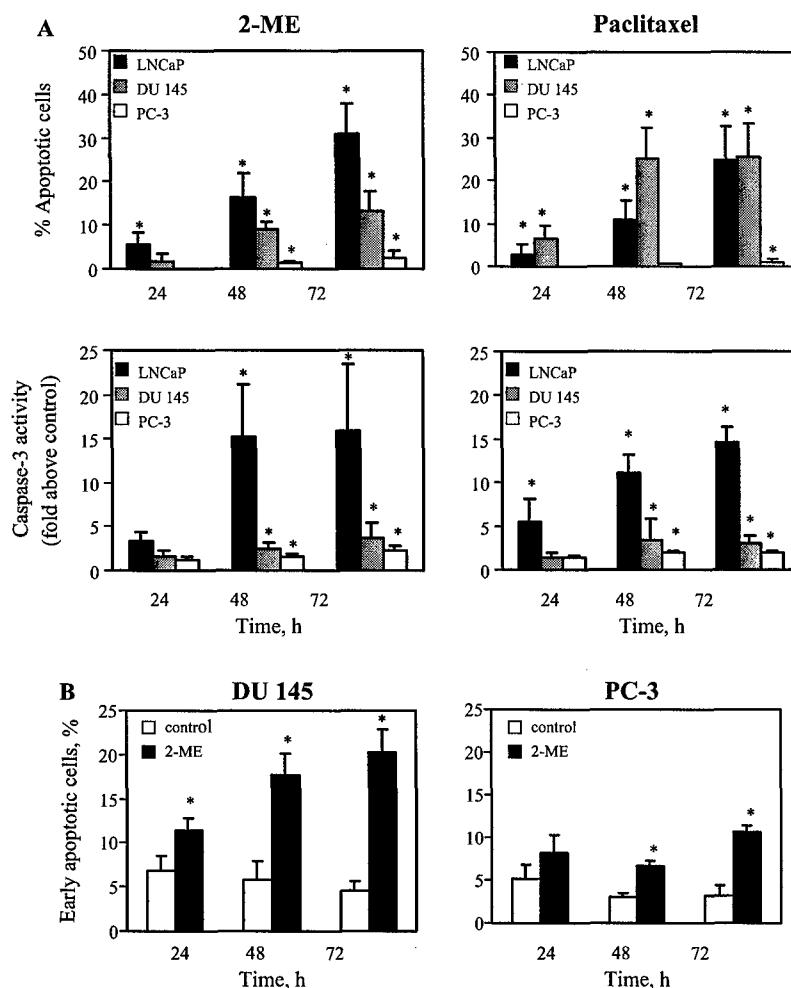 A
2-ME
Paclitaxel
% Apoptotic cells
50
40
30
20
10
0
LNCaP
DU 145
PC-3
*
*
*
*
*
*
*
24
48
72
50
40
30
20
10
0
LNCaP
DU 145
PC-3
*
*
*
*
*
*
*
24
48
72
Caspase-3 activity
(fold above control)
25
20
15
10
5
0
LNCaP
DU 145
PC-3
*
*
*
*
*
*
24
48
72
Time, h
25
20
15
10
5
0
LNCaP
DU 145
PC-3
*
*
*
*
*
*
*
24
48
72
Time, h
B
DU 145
PC-3
Early apoptotic cells, %
25
20
15
10
5
0
control
2-ME
*
*
*
24
48
72
Time, h
25
20
15
10
5
0
control
2-ME
*
*
24
48
72
Time, h